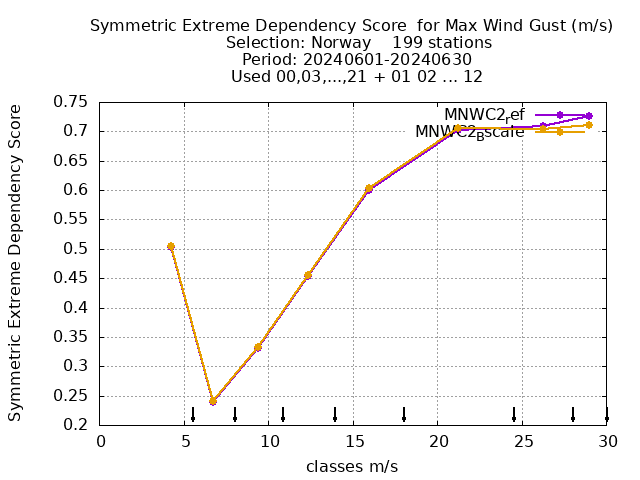 Symmetric Extreme Dependency Score for Max Wind Gust (m/s)
Selection: Norway 199 stations
Period: 20240601-20240630
Used 00,03,...,21 + 01 02 ... 12
Symmetric Extreme Dependency Score
0.75
0.7
0.65
0.6
0.55
0.5
0.45
0.4
0.35
0.3
0.25
0.2
MNWC2_ref
MNWC2_Bscafe
0 5 10 15 20 25 30
classes m/s